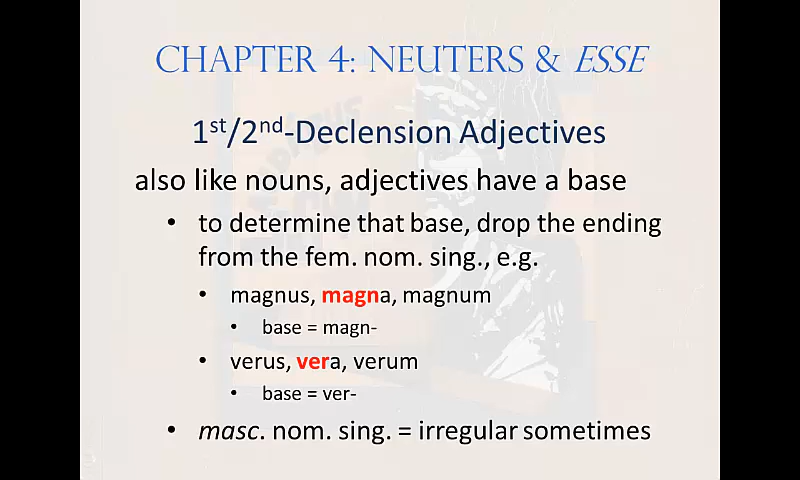 CHAPTER 4: NEUTERS & ESSE
1st/2nd-Declension Adjectives
also like nouns, adjectives have a base
• to determine that base, drop the ending
from the fem. nom. sing., e.g.
• magnus, magna, magnum
• base = magn-
• verus, vera, verum
• base = ver-
• masc. nom. sing. = irregular sometimes